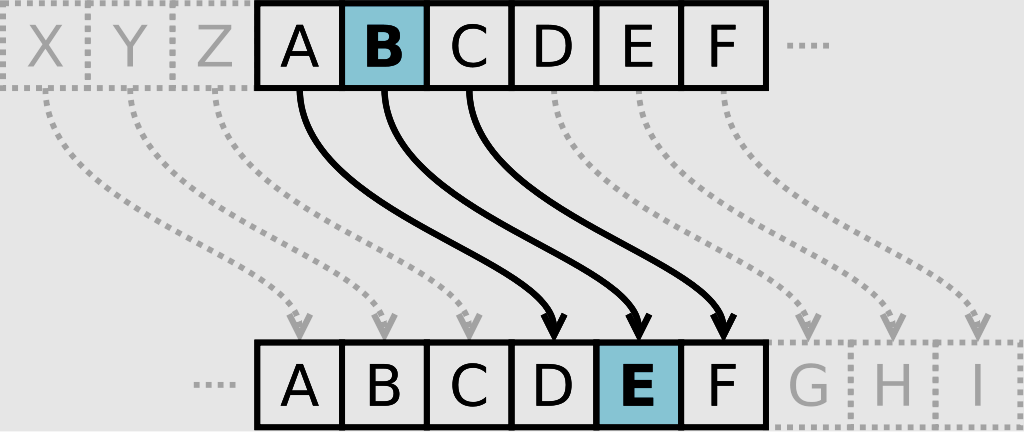 X Y Z A B C D E F ....
.... A B C D E F G H I